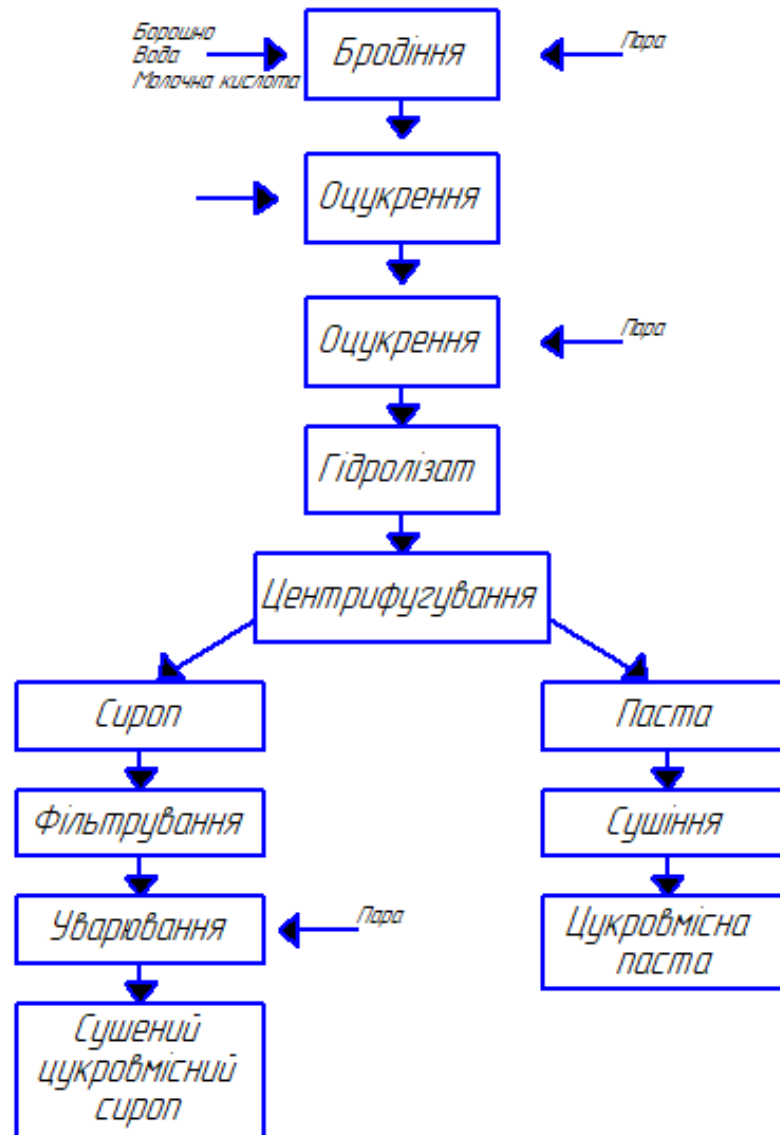 Борошно
Вода
Молочна кислота
Бродіння
Пара
Оцукрення
Оцукрення
Пара
Гідролізат
Центрифугування
Сироп
Паста
Фільтрування
Сушіння
Уварювання
Пара
Цукровмісна
паста
Сушений
цукровмісний
сироп